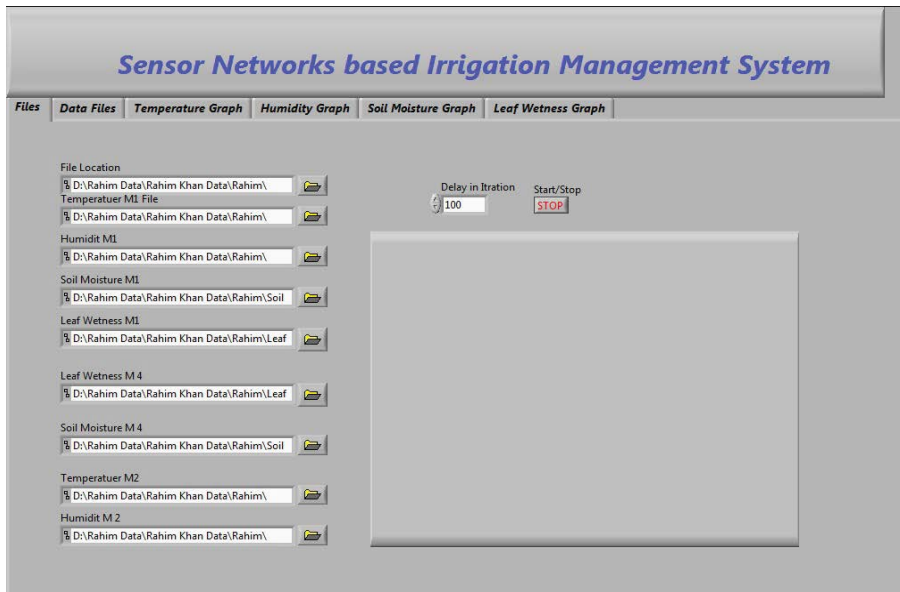 Sensor Networks based Irrigation Management System
Files
Data Files
Temperature Graph
Humidity Graph
Soil Moisture Graph
Leaf Wetness Graph
File Location
D:\Rahim Data\Rahim Khan Data\Rahim\
Temperatuer M1 File
D:\Rahim Data\Rahim Khan Data\Rahim\
Humidit M1
D:\Rahim Data\Rahim Khan Data\Rahim\
Soil Moisture M1
D:\Rahim Data\Rahim Khan Data\Rahim\Soil
Leaf Wetness M1
D:\Rahim Data\Rahim Khan Data\Rahim\Leaf
Leaf Wetness M 4
D:\Rahim Data\Rahim Khan Data\Rahim\Leaf
Soil Moisture M 4
D:\Rahim Data\Rahim Khan Data\Rahim\Soil
Temperatuer M2
D:\Rahim Data\Rahim Khan Data\Rahim\
Humidit M 2
D:\Rahim Data\Rahim Khan Data\Rahim\
Delay in Itration
100
Start/Stop
STOP